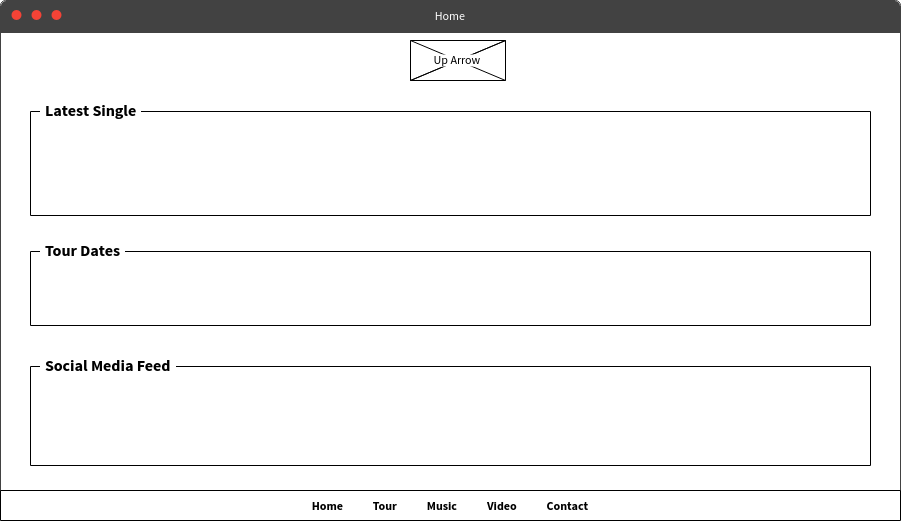 Home
Up Arrow
Latest Single
Tour Dates
Social Media Feed
Home Tour Music Video Contact